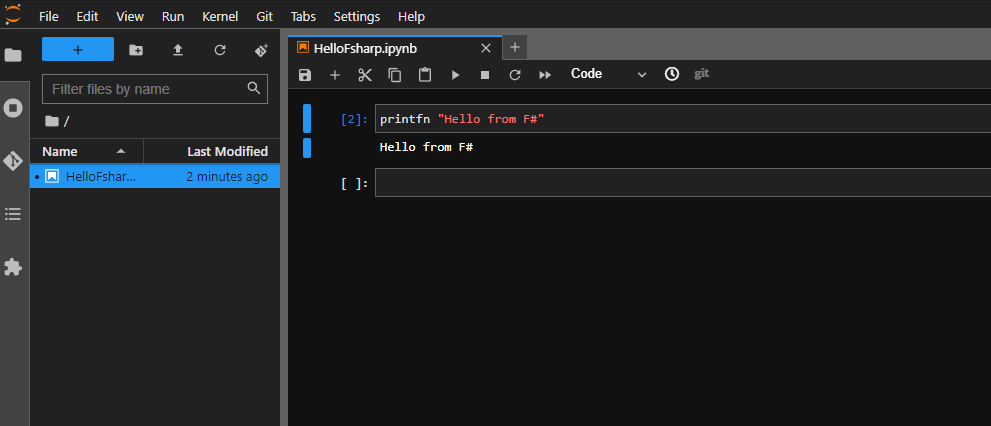 File Edit View Run Kernel Git Tabs Settings Help
HelloFsharp.ipynb
Code
git
Filter files by name
/
Name Last Modified
HelloFshar... 2 minutes ago
[2]: printfn "Hello from F#"
Hello from F#
[ ]: